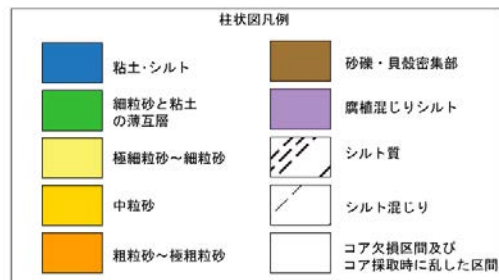 柱状図凡例
粘土・シルト
細粒砂と粘土
の薄互層
極細粒砂～細粒砂
中粒砂
粗粒砂～極粗粒砂
砂礫・貝殻密集部
腐植混じりシルト
シルト質
シルト混じり
コア欠損区間及び
コア採取時に乱した区間